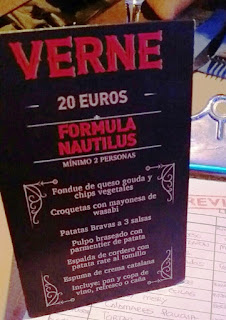 VERNE
20 EUROS
FORMULA
NAUTILUS
MÍNIMO 2 PERSONAS
Fondue de queso gouda y
chips vegetales
Croquetas con mayonesa de
wasabi
Patatas Bravas a 3 salsas
Pulpo braseado con
parmentier de patata
Espalda de cordero con
patata rate al tomillo
Espuma de crema catalana
Incluye: pan y copa de
vino, refresco o caña